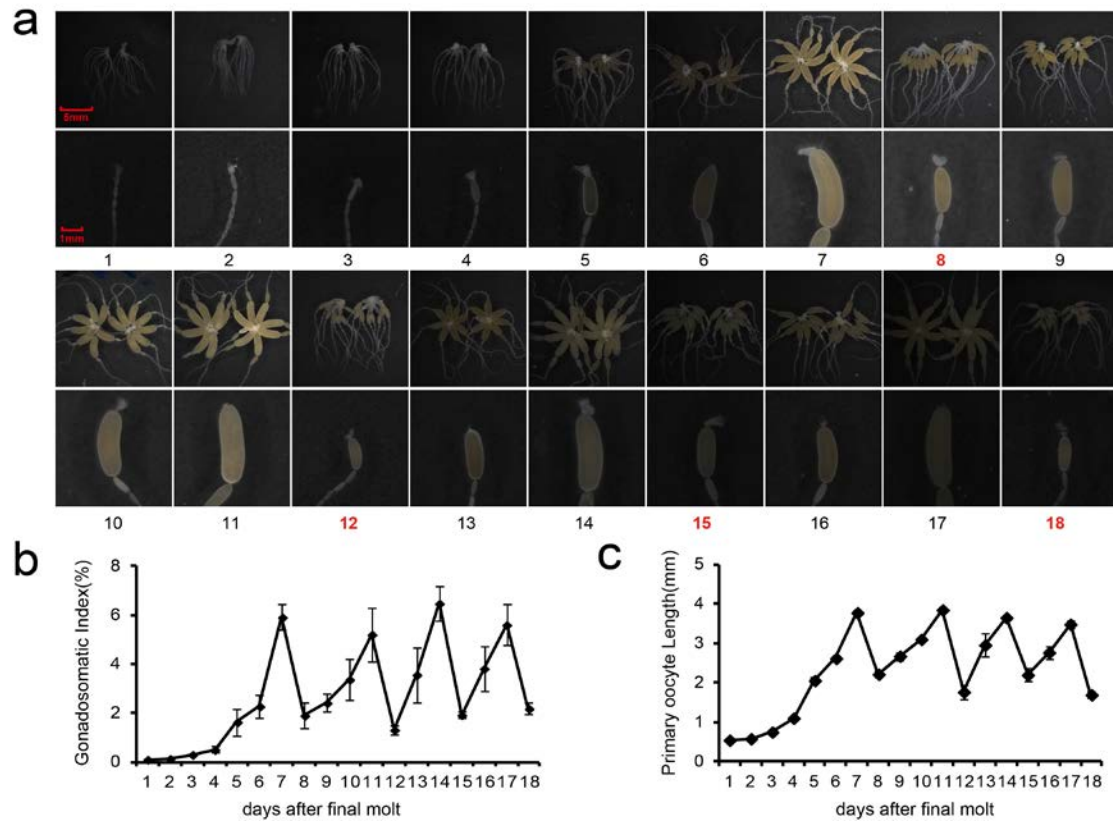 a
5mm
1mm
1 2 3 4 5 6 7 8 9
10 11 12 13 14 15 16 17 18
b
Gonadosomatic Index(%)
8
6
4
2
0
1 2 3 4 5 6 7 8 9 10 11 12 13 14 15 16 17 18
days after final molt
c
Primary oocyte Length(mm)
5
4
3
2
1
0
1 2 3 4 5 6 7 8 9 10 11 12 13 14 15 16 17 18
days after final molt